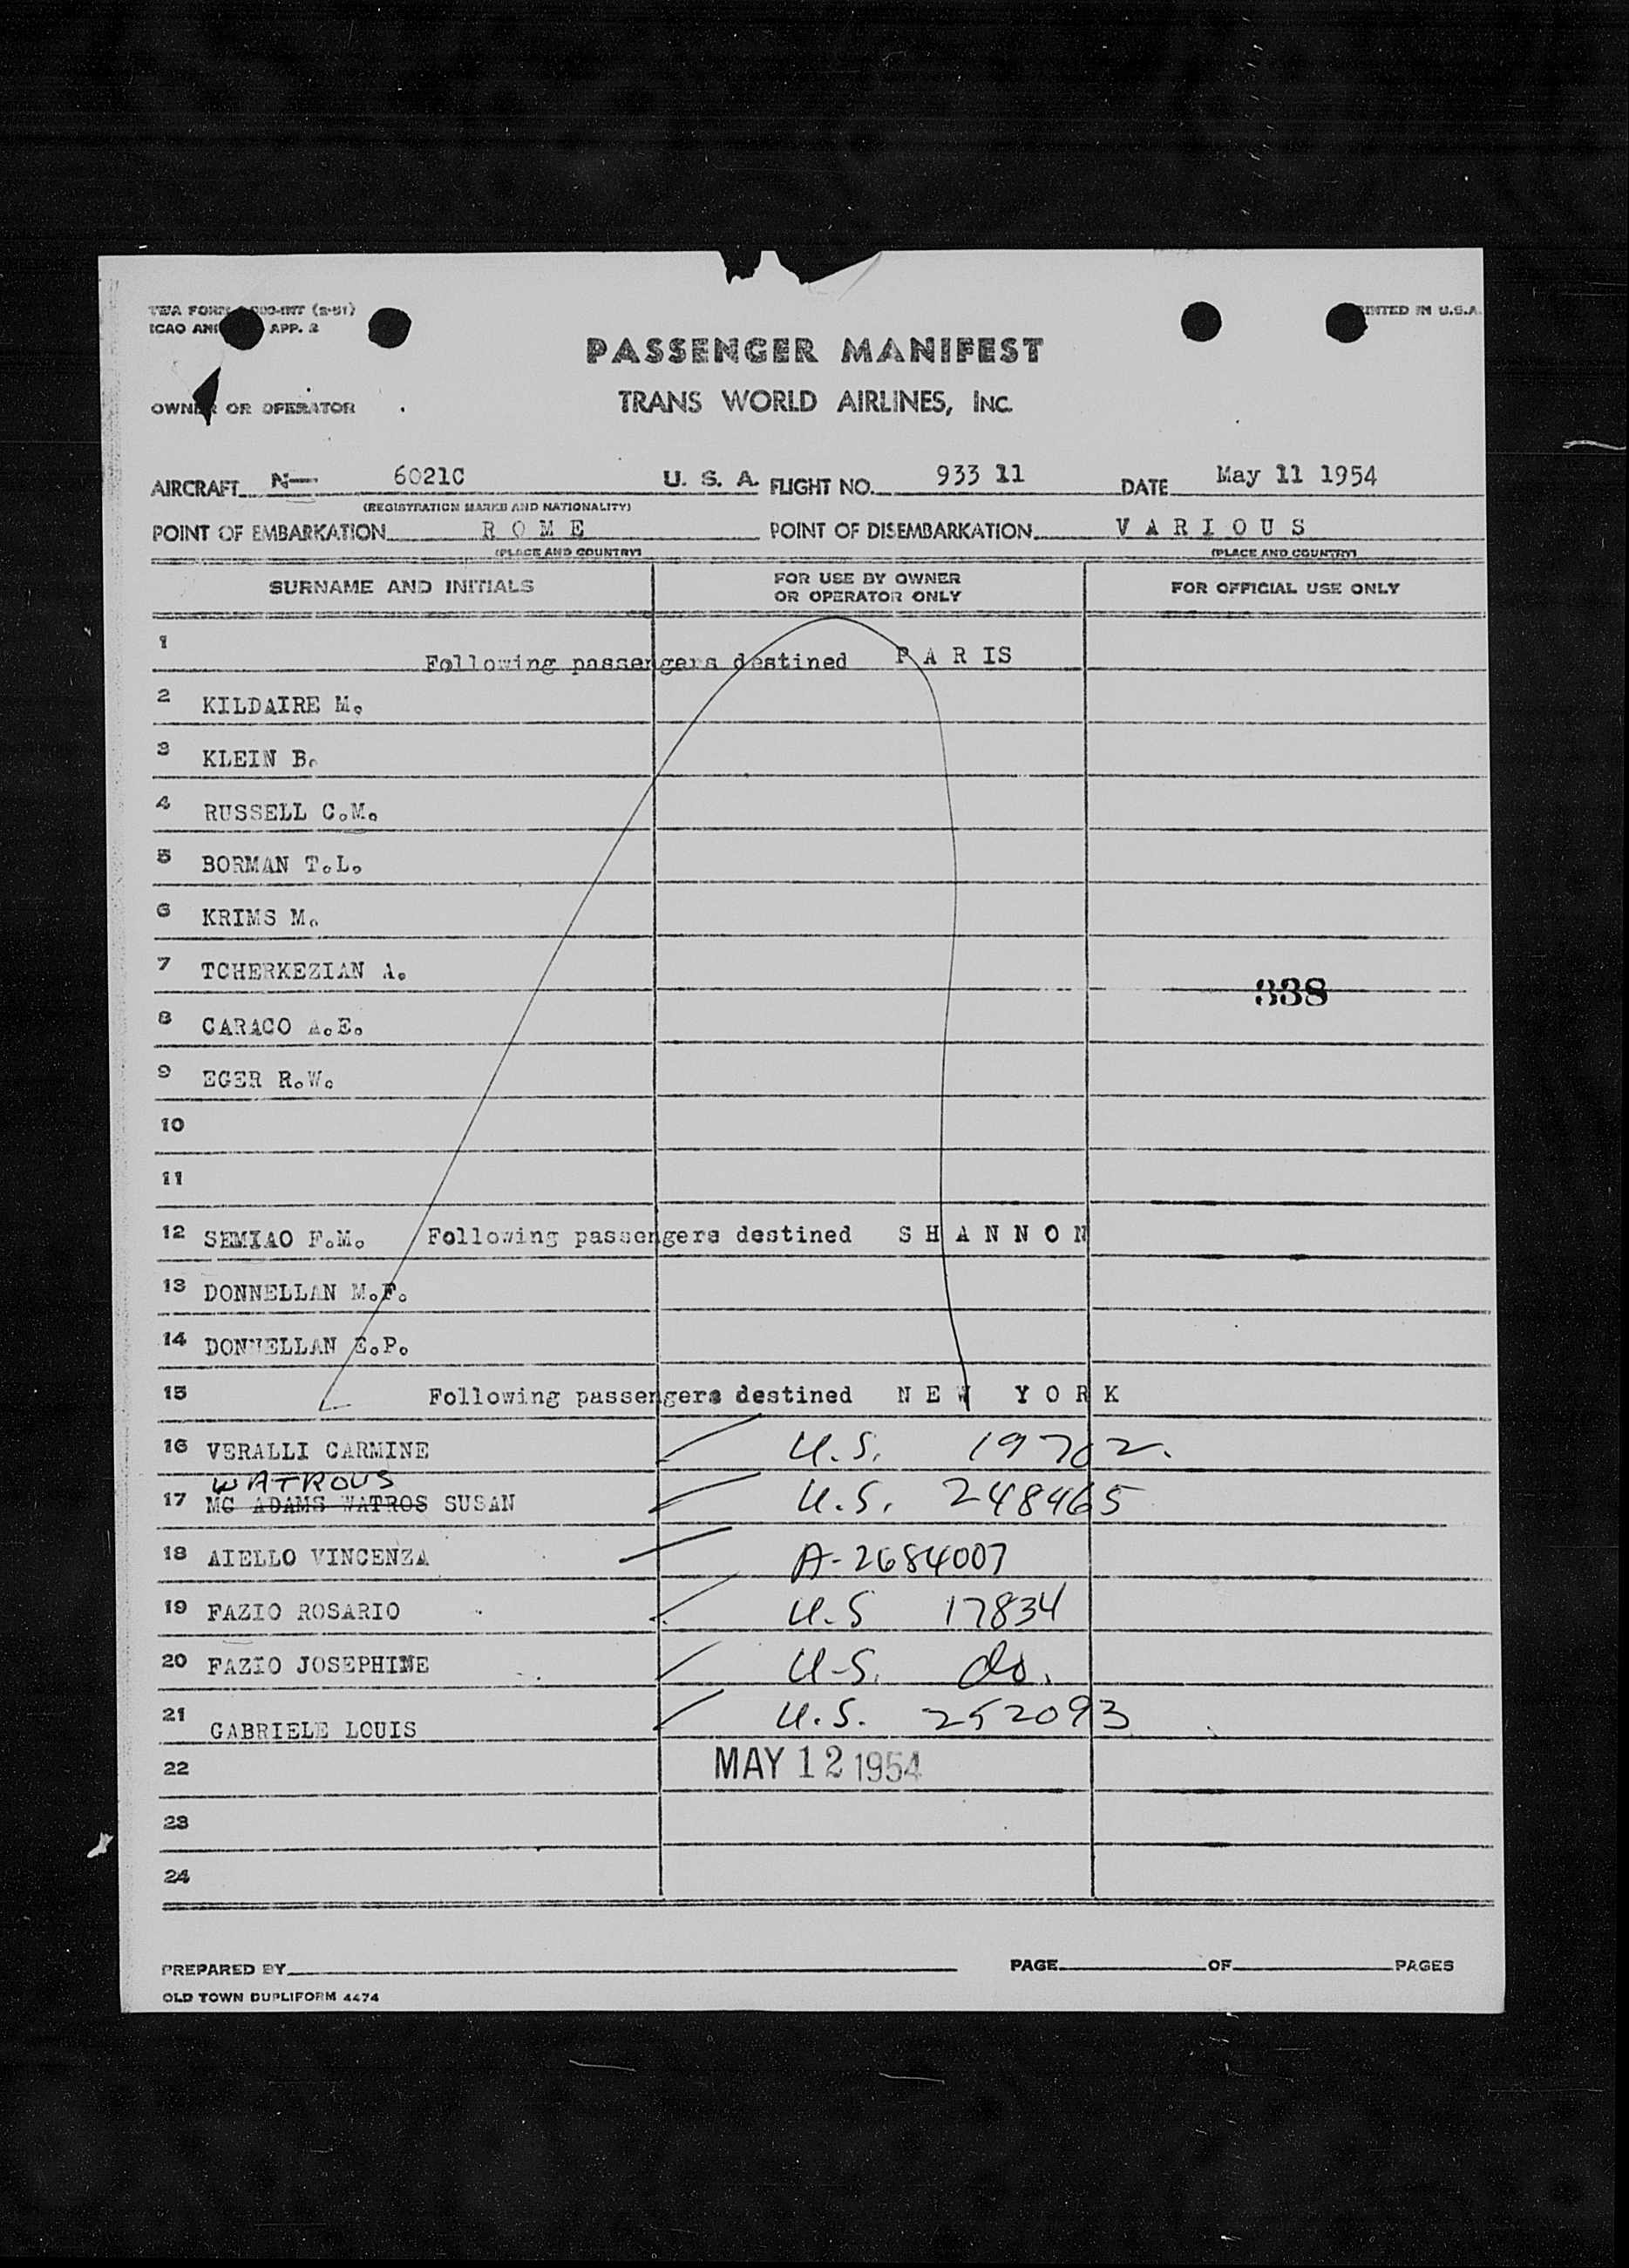 ICAO APP. 2
PRINTED IN U.S.A.
PASSENGER MANIFEST
OWNER OR OPERATOR
TRANS WORLD AIRLINES, INC.
AIRCRAFT N— 6021C U. S. A. FLIGHT NO. 933 11 DATE May 11 1954
(REGISTRATION MARKS AND NATIONALITY)
POINT OF EMBARKATION R O M E POINT OF DISEMBARKATION V A R I O U S
(PLACE AND COUNTRY) (PLACE AND COUNTRY)
SURNAME AND INITIALS FOR USE BY OWNER OR OPERATOR ONLY FOR OFFICIAL USE ONLY
1 Following passengers destined P A R IS
2 KILDAIRE M.
3 KLEIN B.
4 RUSSELL C.M.
5 BORMAN T.L.
6 KRIMS M.
7 TCHERKEZIAN A.
338
8 CARACO A.E.
9 EGER R.W.
10
11
12 SEMIAO F.M. Following passengers destined S H A N N O N
13 DONNELLAN M.F.
14 DONNELLAN E.P.
15 Following passengers destined N E W Y O R K
16 VERALLI CARMINE U.S. 19702.
WATROUS
17 MC ADAMS WATROS SUSAN U.S. 248465
18 AIELLO VINCENZA A-2684007
19 FAZIO ROSARIO U.S 17834
20 FAZIO JOSEPHINE U-S. do.
21 GABRIELE LOUIS U.S. 252093
22 MAY 12 1954
23
24
PREPARED BY PAGE OF PAGES
OLD TOWN DUPLIFORM 4474